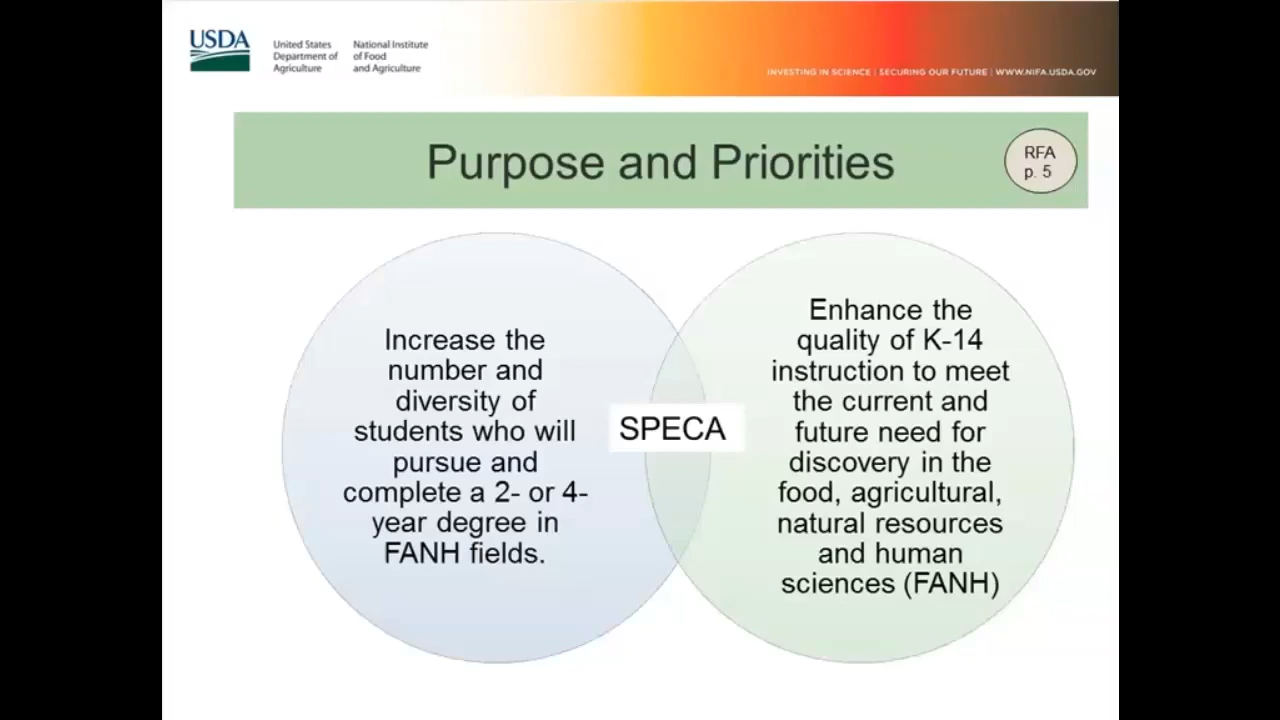 USDA
United States
Department of
Agriculture
National Institute
of Food
and Agriculture
INVESTING IN SCIENCE | SECURING OUR FUTURE | WWW.NIFA.USDA.GOV
Purpose and Priorities
RFA
p. 5
Increase the
number and
diversity of
students who will
pursue and
complete a 2- or 4-
year degree in
FANH fields.
SPECA
Enhance the
quality of K-14
instruction to meet
the current and
future need for
discovery in the
food, agricultural,
natural resources
and human
sciences (FANH)